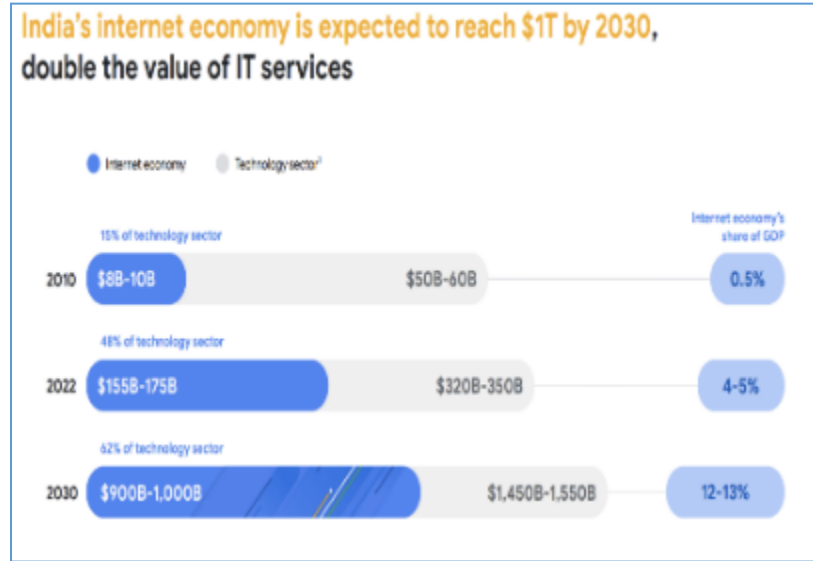 India's internet economy is expected to reach $1T by 2030,
double the value of IT services
Internet economy Technology sector¹
Internet economy's
share of GDP
15% of technology sector
2010 $8B-10B $50B-60B 0.5%
48% of technology sector
2022 $155B-175B $320B-350B 4-5%
62% of technology sector
2030 $900B-1,000B $1,450B-1,550B 12-13%